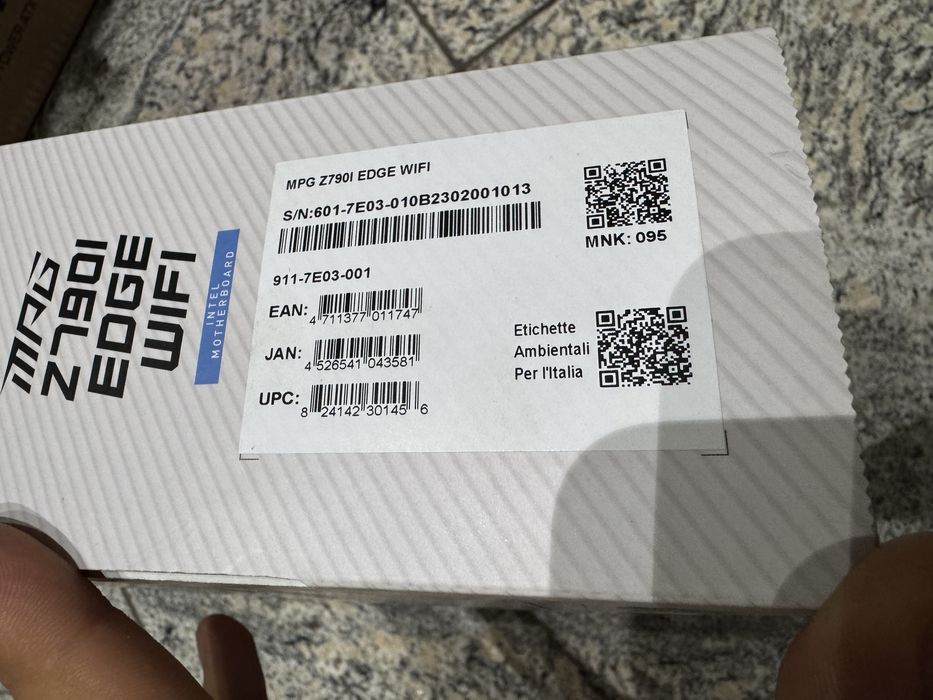 MPG
Z790I
EDGE
WIFI
INTEL
MOTHERBOARD
MPG Z790I EDGE WIFI
S/N:601-7E03-010B2302001013
MNK: 095
911-7E03-001
EAN:
4 711377 011747
JAN:
4 526541 043581
UPC:
8 24142 30145 6
Etichette
Ambientali
Per l'Italia